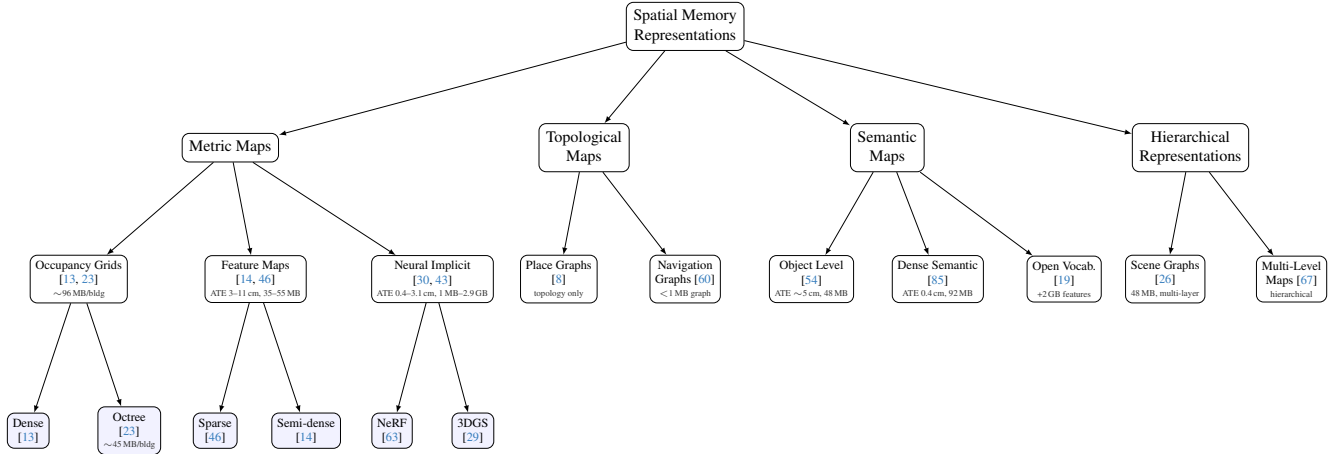 Spatial Memory
Representations
Metric Maps
Topological
Maps
Semantic
Maps
Hierarchical
Representations
Occupancy Grids
[13, 23]
∼96 MB/bldg
Feature Maps
[14, 46]
ATE 3–11 cm, 35–55 MB
Neural Implicit
[30, 43]
ATE 0.4–3.1 cm, 1 MB–2.9 GB
Place Graphs
[8]
topology only
Navigation
Graphs [60]
<1 MB graph
Object Level
[54]
ATE ∼5 cm, 48 MB
Dense Semantic
[85]
ATE 0.4 cm, 92 MB
Open Vocab.
[19]
+2 GB features
Scene Graphs
[26]
48 MB, multi-layer
Multi-Level
Maps [67]
hierarchical
Dense
[13]
Octree
[23]
∼45 MB/bldg
Sparse
[46]
Semi-dense
[14]
NeRF
[63]
3DGS
[29]